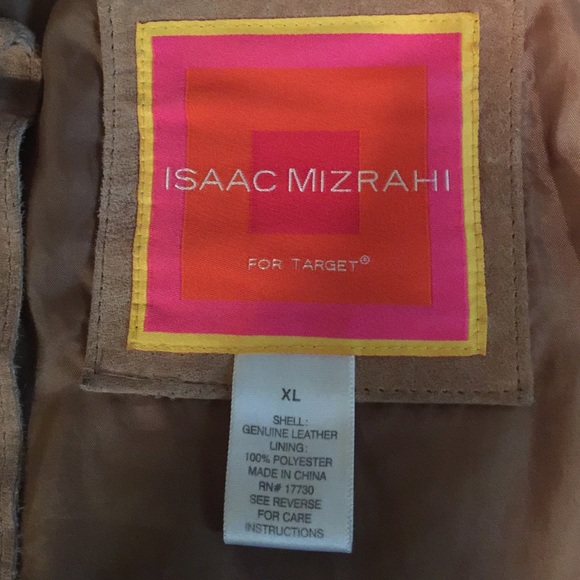 ISAAC MIZRAHI
FOR TARGET®
XL
SHELL:
GENUINE LEATHER
LINING:
100% POLYESTER
MADE IN CHINA
RN# 17730
SEE REVERSE
FOR CARE
INSTRUCTIONS